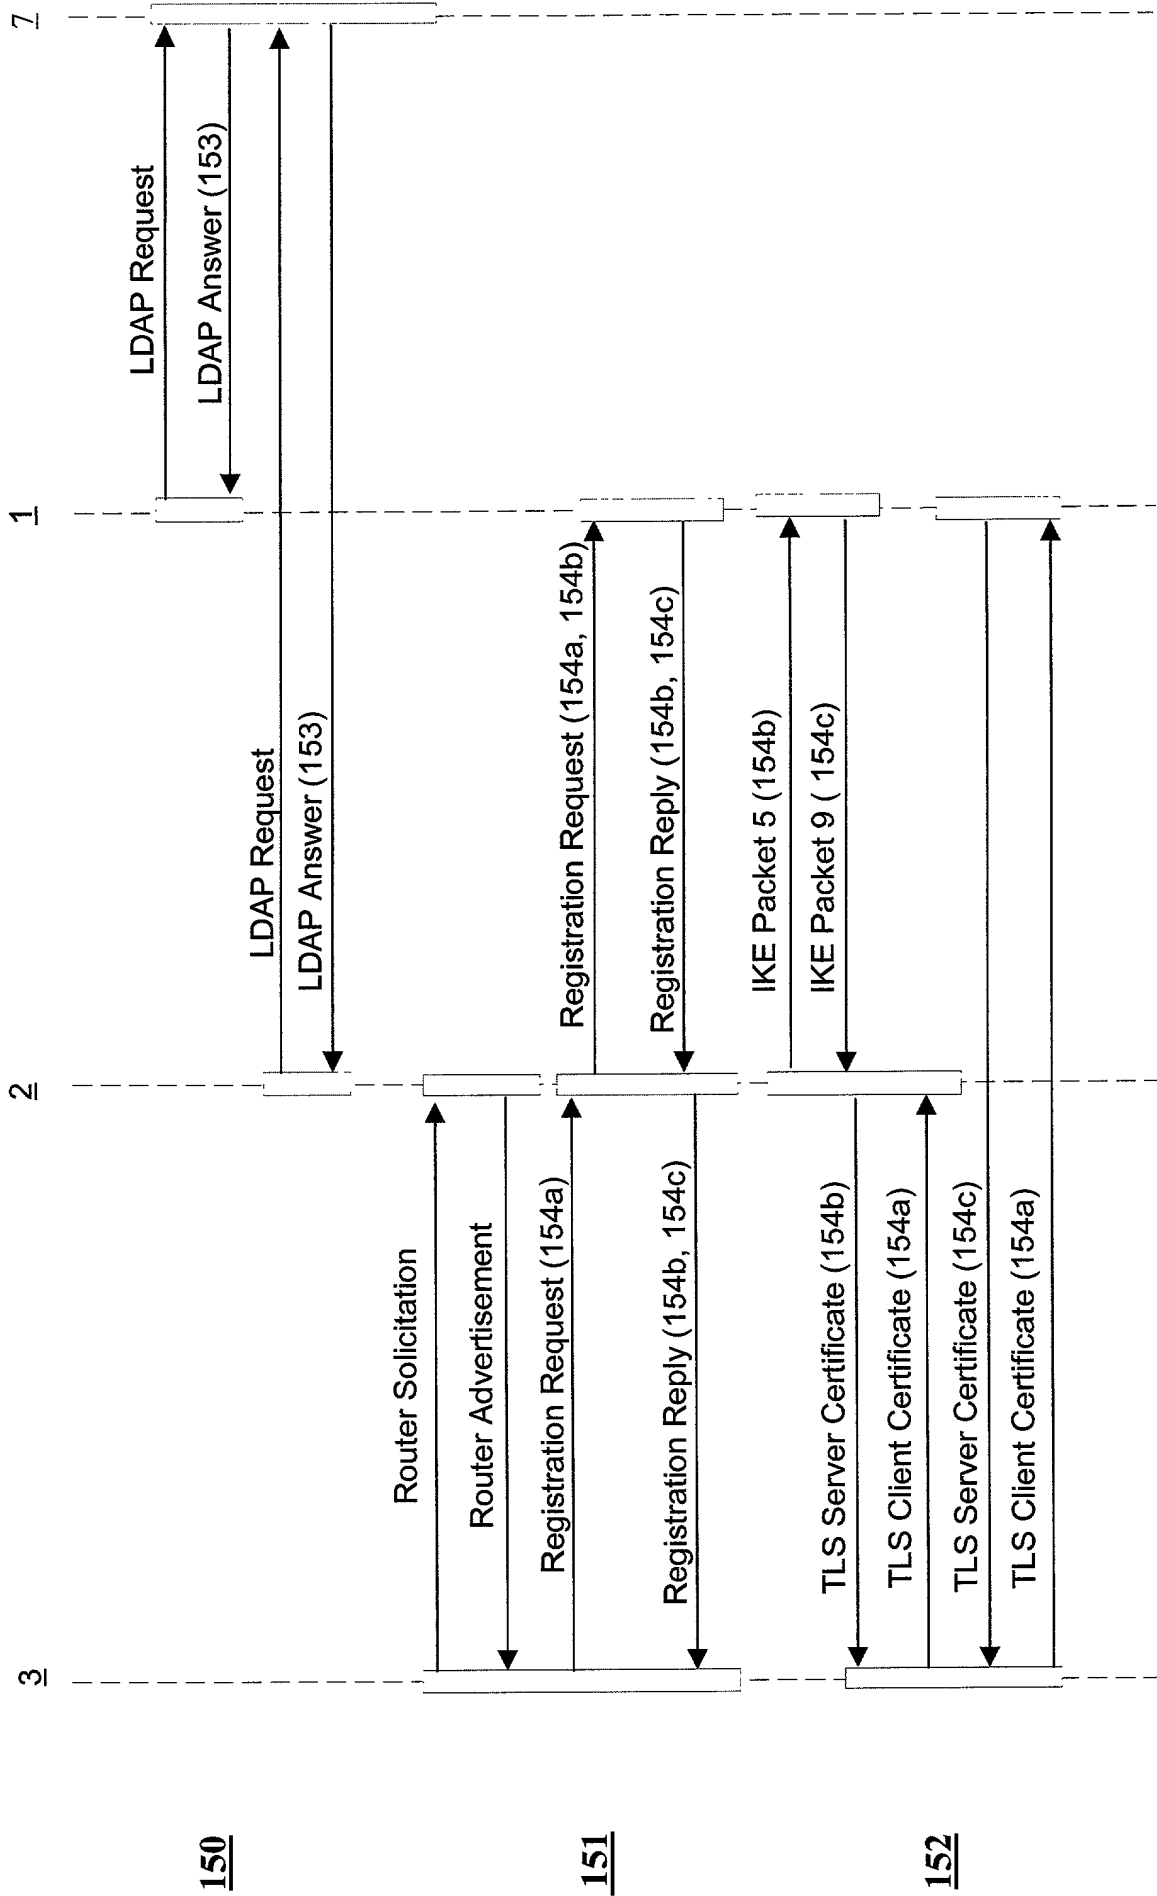 3
2
1
7
150
LDAP Request
LDAP Answer (153)
LDAP Request
LDAP Answer (153)
151
Router Solicitation
Router Advertisement
Registration Request (154a)
Registration Request (154a, 154b)
Registration Reply (154b, 154c)
Registration Reply (154b, 154c)
152
IKE Packet 5 (154b)
IKE Packet 9 ( 154c)
TLS Server Certificate (154b)
TLS Client Certificate (154a)
TLS Server Certificate (154c)
TLS Client Certificate (154a)